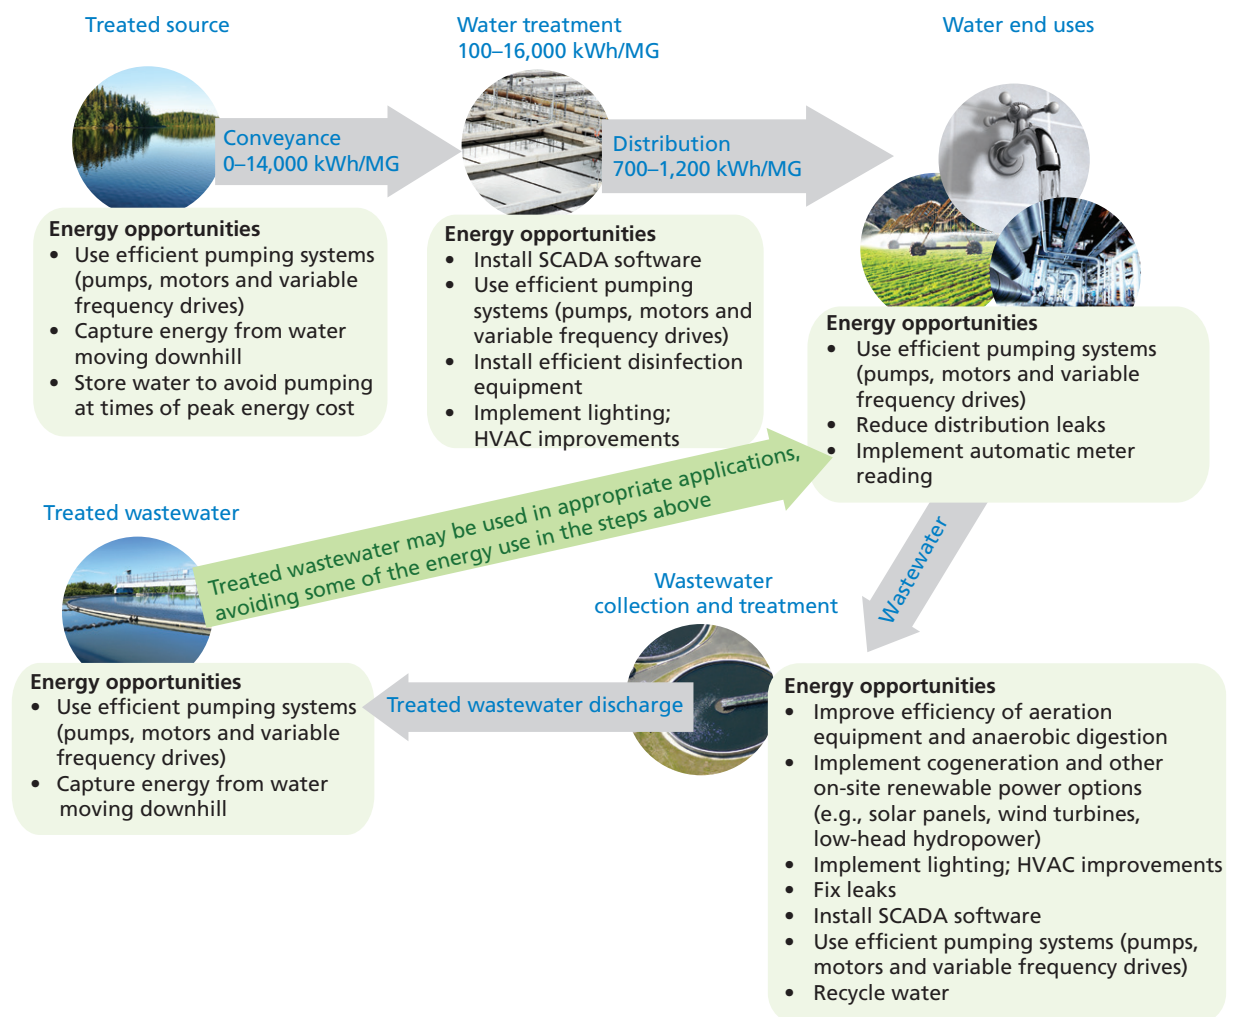 Treated source
Water treatment
100–16,000 kWh/MG
Water end uses
Conveyance
0–14,000 kWh/MG
Distribution
700–1,200 kWh/MG
Energy opportunities
• Use efficient pumping systems
(pumps, motors and variable
frequency drives)
• Capture energy from water
moving downhill
• Store water to avoid pumping
at times of peak energy cost
Energy opportunities
• Install SCADA software
• Use efficient pumping
systems (pumps, motors and
variable frequency drives)
• Install efficient disinfection
equipment
• Implement lighting;
HVAC improvements
Energy opportunities
• Use efficient pumping systems
(pumps, motors and variable
frequency drives)
• Reduce distribution leaks
• Implement automatic meter
reading
Treated wastewater may be used in appropriate applications,
avoiding some of the energy use in the steps above
Wastewater
Wastewater
collection and treatment
Energy opportunities
• Improve efficiency of aeration
equipment and anaerobic digestion
• Implement cogeneration and other
on-site renewable power options
(e.g., solar panels, wind turbines,
low-head hydropower)
• Implement lighting; HVAC improvements
• Fix leaks
• Install SCADA software
• Use efficient pumping systems (pumps,
motors and variable frequency drives)
• Recycle water
Treated wastewater discharge
Treated wastewater
Energy opportunities
• Use efficient pumping systems
(pumps, motors and variable
frequency drives)
• Capture energy from water
moving downhill